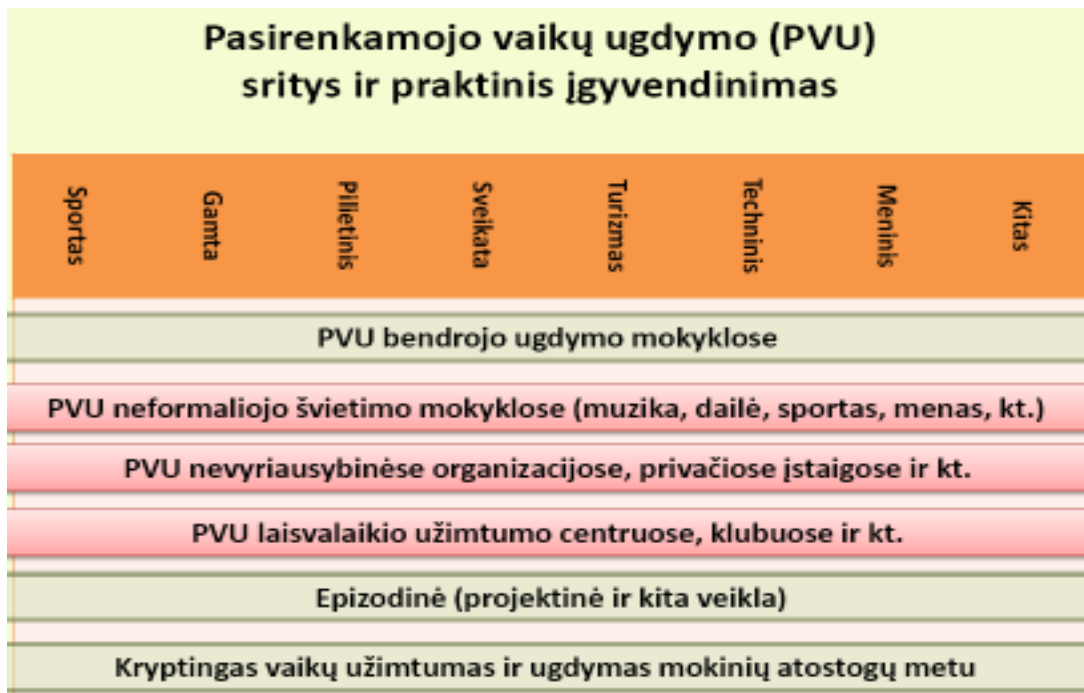 Pasirenkamojo vaikų ugdymo (PVU)
sritys ir praktinis įgyvendinimas
Sportas
Gamta
Pilietinis
Sveikata
Turizmas
Techninis
Meninis
Kitas
PVU bendrojo ugdymo mokyklose
PVU neformaliojo švietimo mokyklose (muzika, dailė, sportas, menas, kt.)
PVU nevyriausybinėse organizacijose, privačiose įstaigose ir kt.
PVU laisvalaikio užimtumo centruose, klubuose ir kt.
Epizodinė (projektinė ir kita veikla)
Kryptingas vaikų užimtumas ir ugdymas mokinių atostogų metu